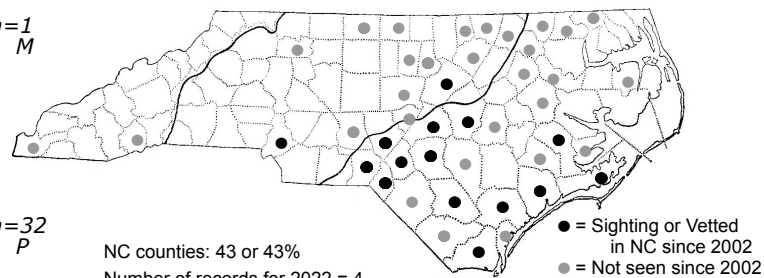 =1
M
=32
P
NC counties: 43 or 43%
Number of records for 2022 = 4
● = Sighting or Vetted
in NC since 2002
● = Not seen since 2002